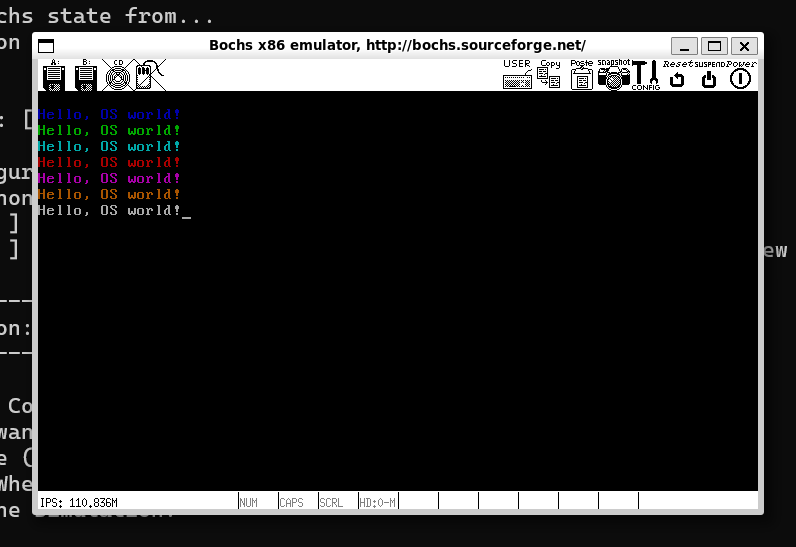 chs state from...
on
Bochs x86 emulator, http://bochs.sourceforge.net/
A: B: CD USER Copy Paste Snapshot CONFIG Reset SUSPEND Power
Hello, OS world!
Hello, OS world!
Hello, OS world!
Hello, OS world!
Hello, OS world!
Hello, OS world!
Hello, OS world!_
: [
gur
hon
]
] ew
---
on:
---
Co
wan
e (
Whe
IPS: 110.836M NUM CAPS SCRL HD:0-M
ne simulation?